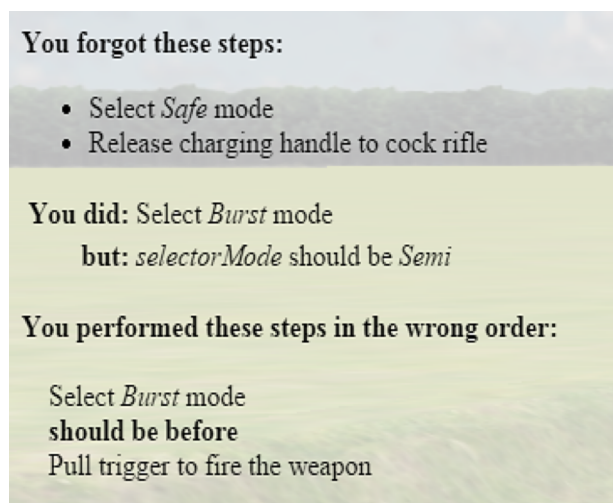 You forgot these steps:
• Select Safe mode
• Release charging handle to cock rifle
You did: Select Burst mode
but: selectorMode should be Semi
You performed these steps in the wrong order:
Select Burst mode
should be before
Pull trigger to fire the weapon